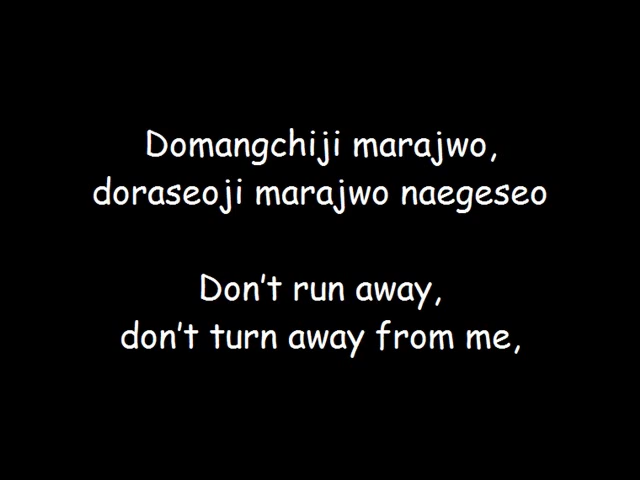 Domangchiji marajwo,
doraseoji marajwo naegeseo
Don't run away,
don't turn away from me,